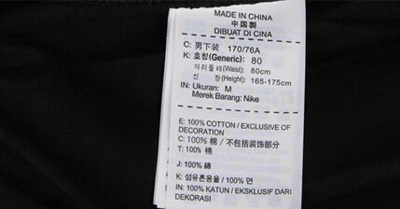 MADE IN CHINA
中国製
DIBUAT DI CINA
C: 男下装 170/76A
K: 호칭(Generic): 80
허리둘레(Waist): 80cm
신 장(Height): 165-175cm
IN: Ukuran: M
Merek Barang: Nike
E: 100% COTTON / EXCLUSIVE OF
DECORATION
C: 100% 棉 / 不包括装饰部分
T: 100% 棉
J: 100% 綿
K: 섬유혼용율 / 100% 면
IN: 100% KATUN / EKSKLUSIF DARI
DEKORASI